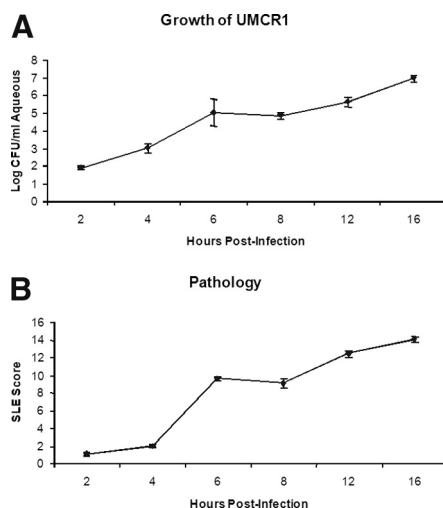 A
Growth of UMCR1
Log CFU/ml Aqueous
8
7
6
5
4
3
2
1
0
2 4 6 8 12 16
Hours Post-Infection
B
Pathology
SLE Score
16
14
12
10
8
6
4
2
0
2 4 6 8 12 16
Hours Post-Infection